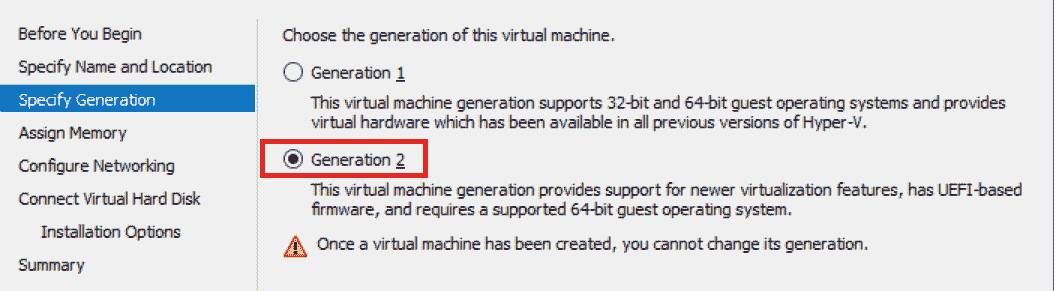 Before You Begin
Specify Name and Location
Specify Generation
Assign Memory
Configure Networking
Connect Virtual Hard Disk
Installation Options
Summary
Choose the generation of this virtual machine.
Generation 1
This virtual machine generation supports 32-bit and 64-bit guest operating systems and provides
virtual hardware which has been available in all previous versions of Hyper-V.
Generation 2
This virtual machine generation provides support for newer virtualization features, has UEFI-based
firmware, and requires a supported 64-bit guest operating system.
Once a virtual machine has been created, you cannot change its generation.